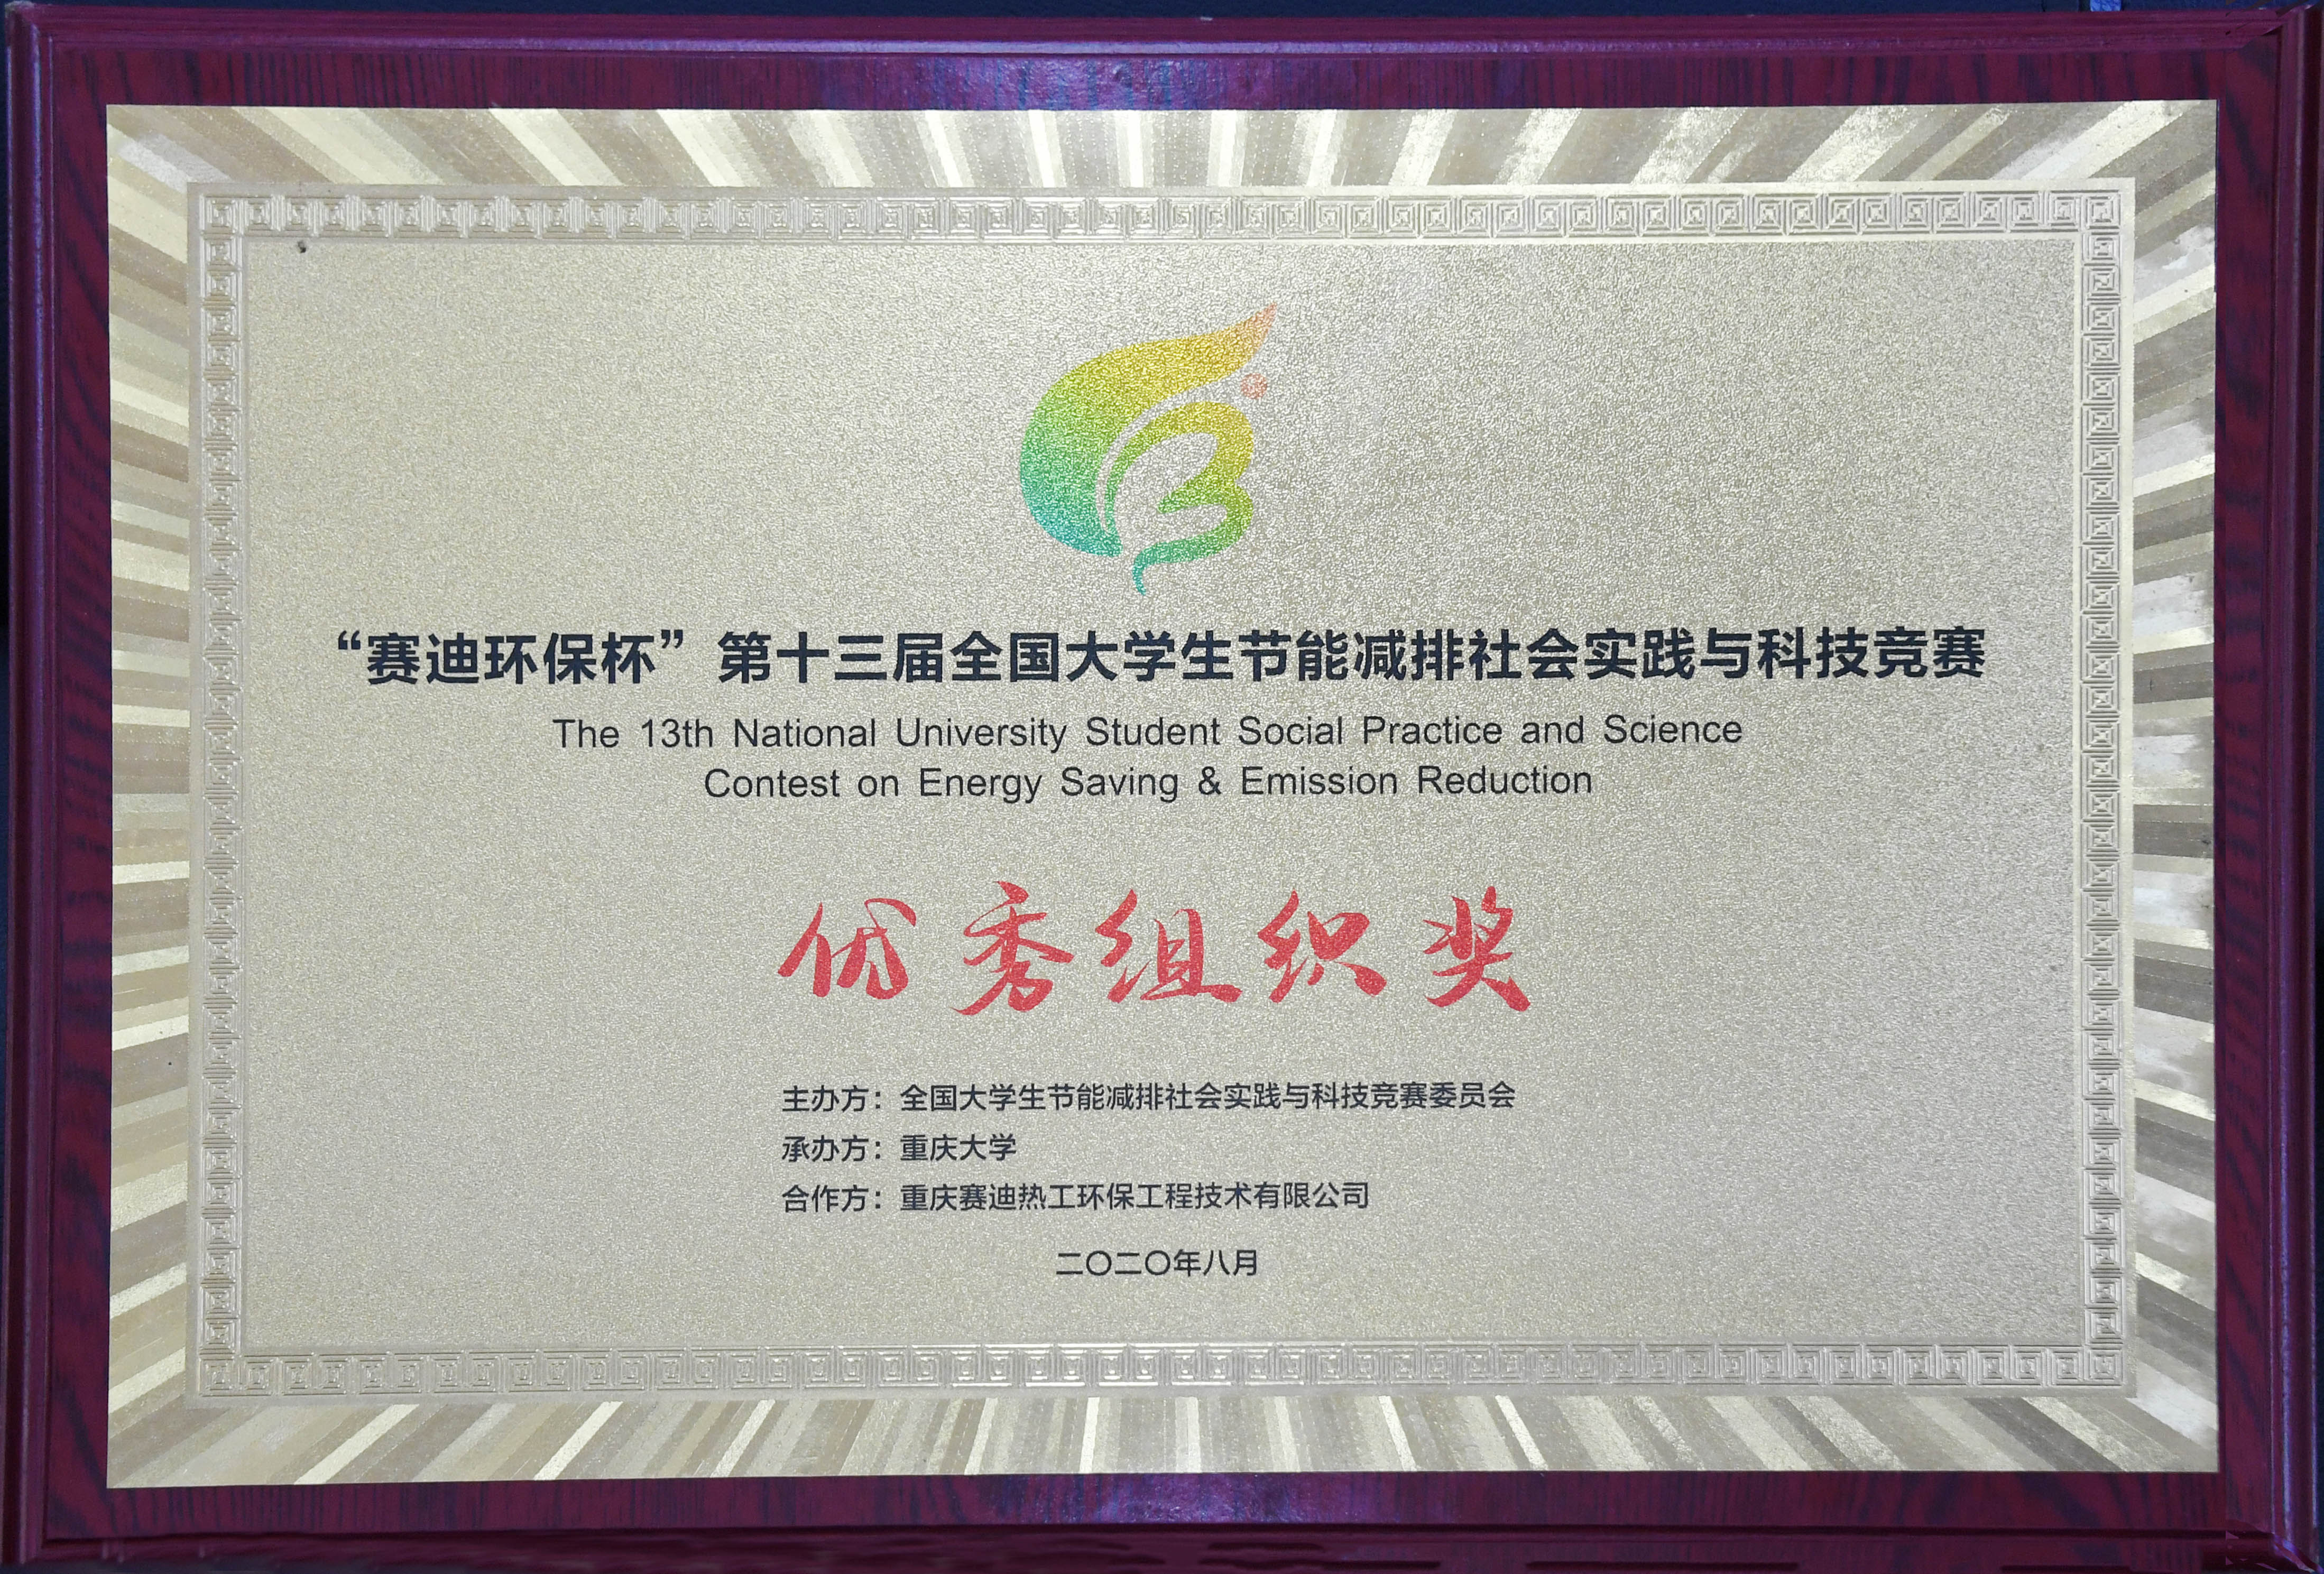 “赛迪环保杯”第十三届全国大学生节能减排社会实践与科技竞赛
The 13th National University Student Social Practice and Science
Contest on Energy Saving & Emission Reduction
优秀组织奖
主办方：全国大学生节能减排社会实践与科技竞赛委员会
承办方：重庆大学
合作方：重庆赛迪热工环保工程技术有限公司
二〇二〇年八月